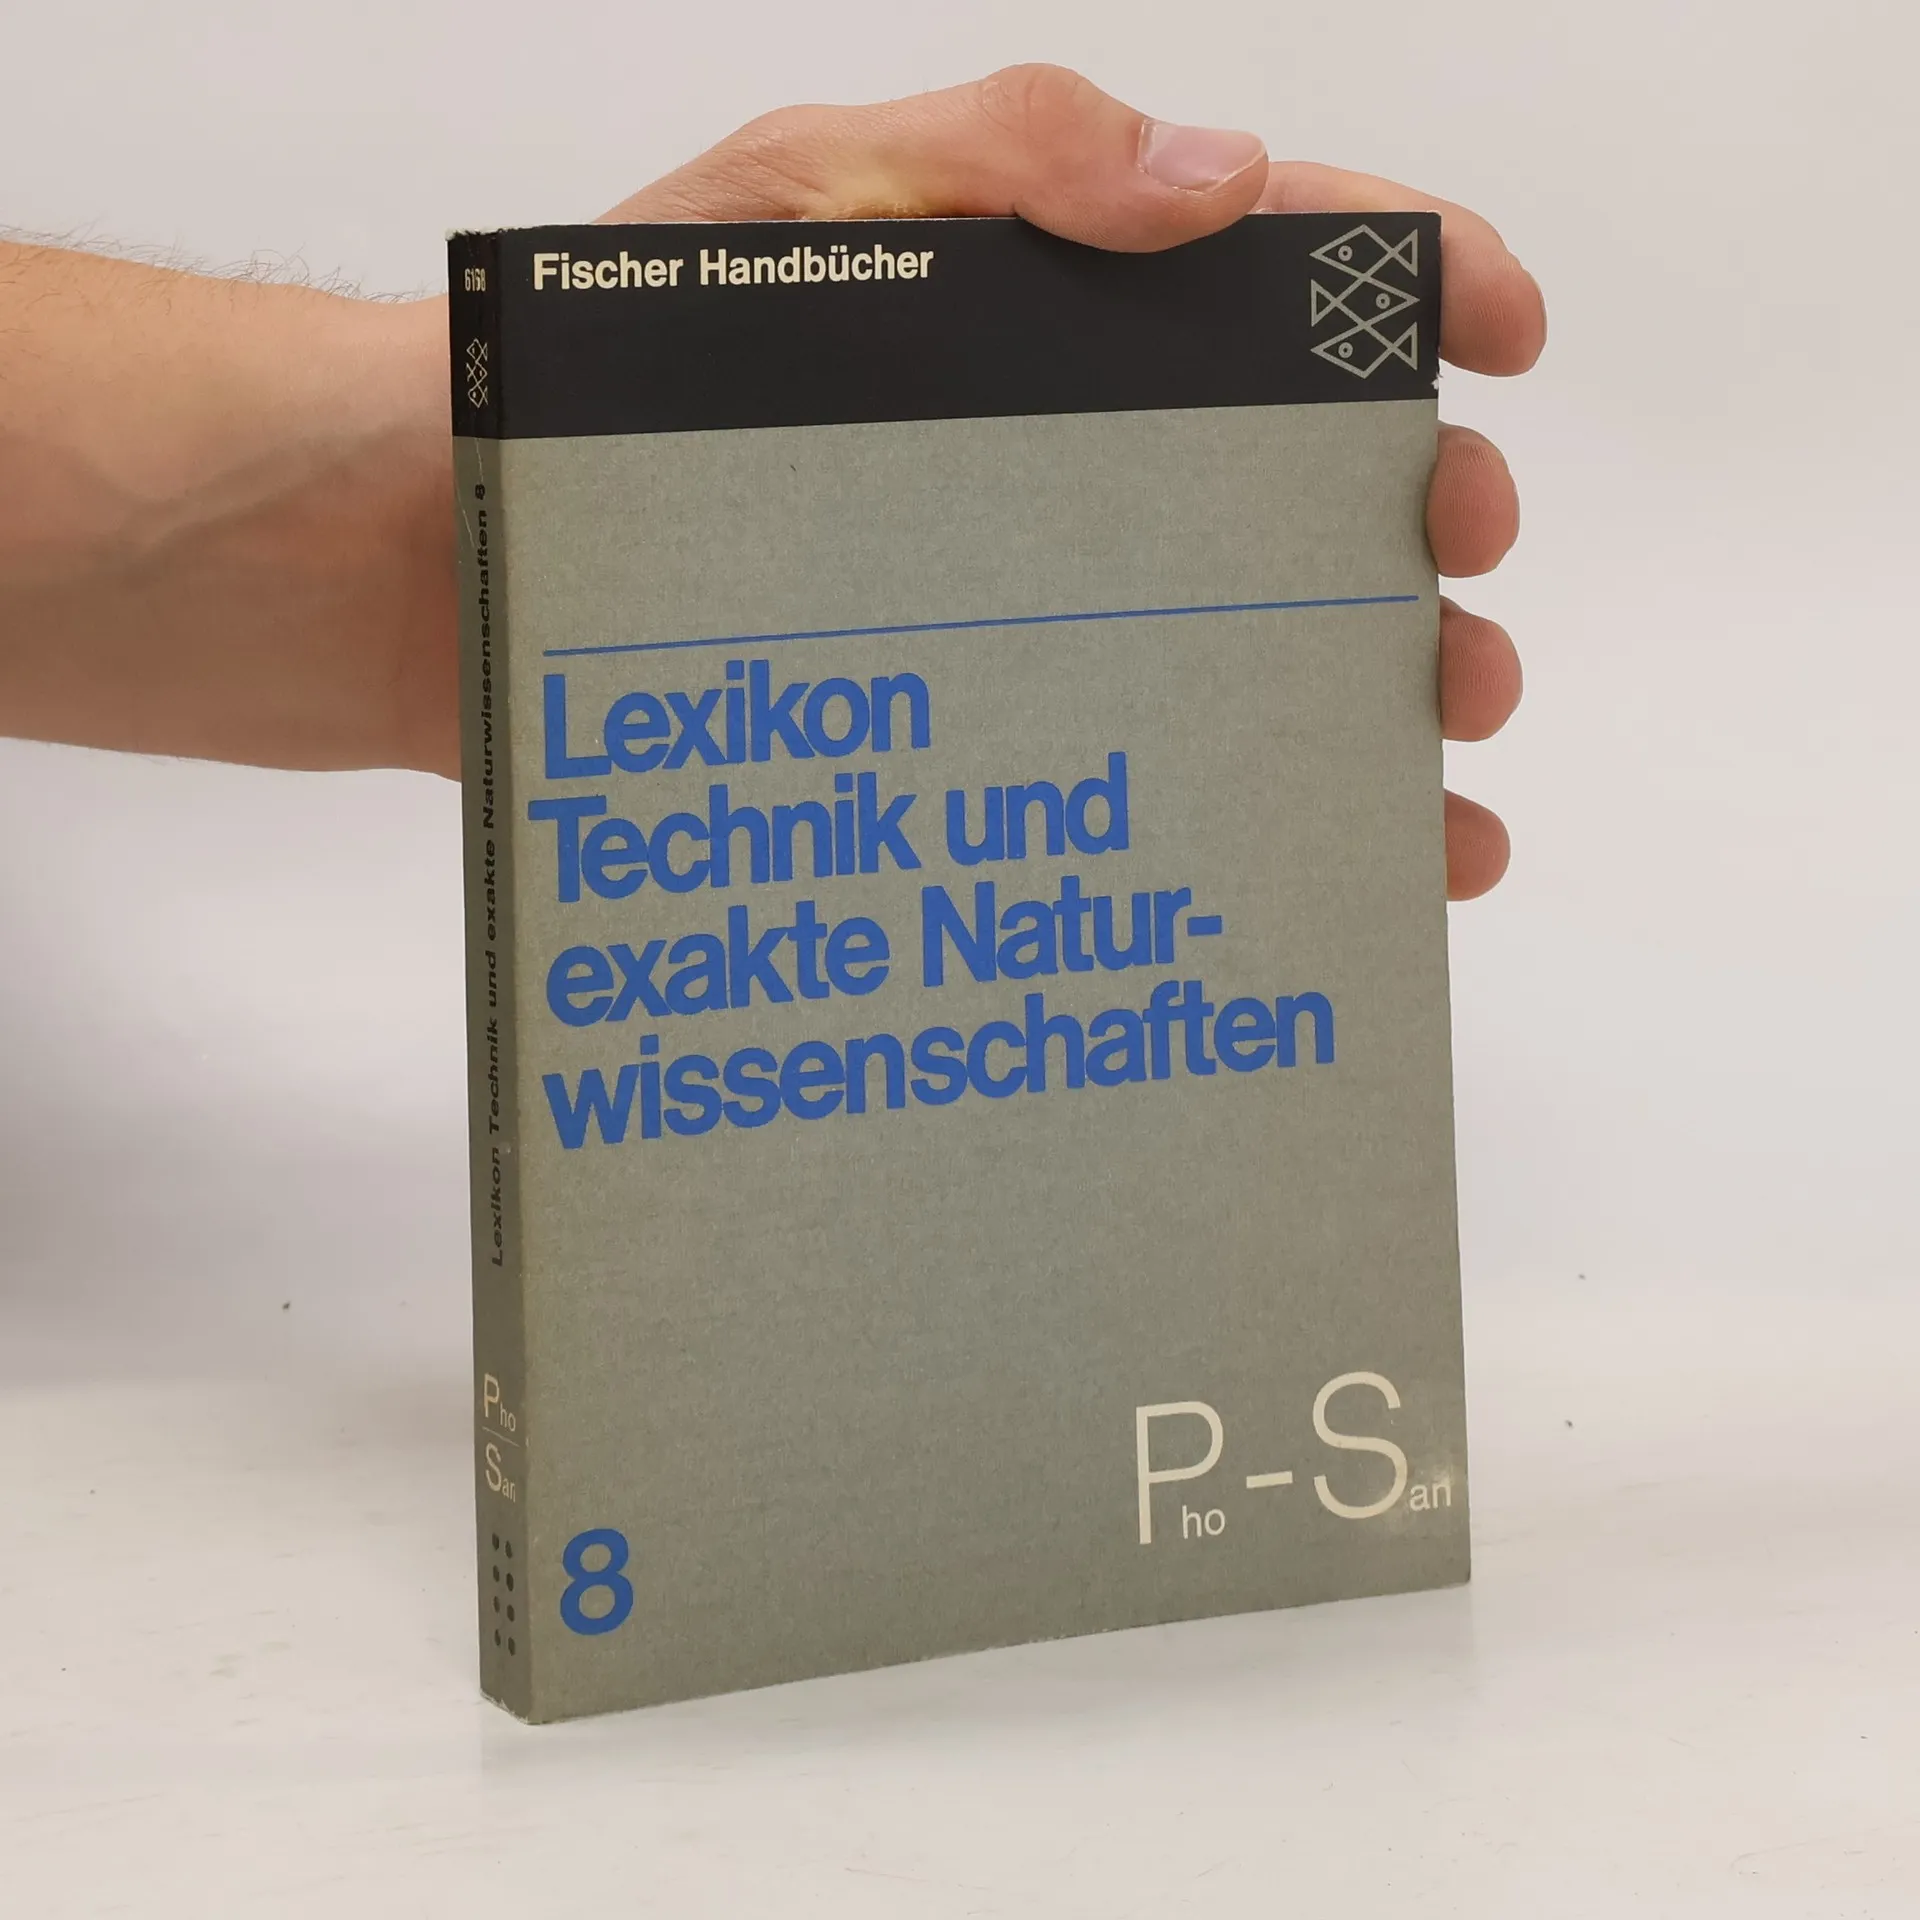 6168
Fischer Handbücher
Lexikon Technik und exakte Naturwissenschaften 8
Lexikon
Technik und
exakte Natur-
wissenschaften
Pho
San
Pho-San
8